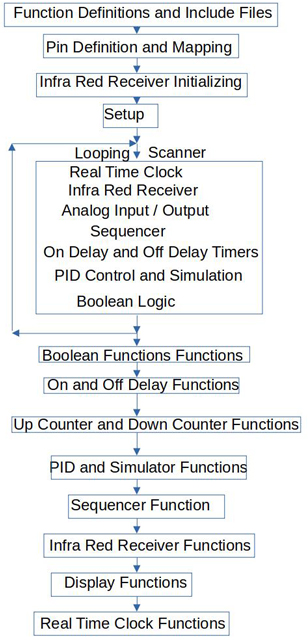 Function Definitions and Include Files
Pin Definition and Mapping
Infra Red Receiver Initializing
Setup
Looping Scanner
Real Time Clock
Infra Red Receiver
Analog Input / Output
Sequencer
On Delay and Off Delay Timers
PID Control and Simulation
Boolean Logic
Boolean Functions Functions
On and Off Delay Functions
Up Counter and Down Counter Functions
PID and Simulator Functions
Sequencer Function
Infra Red Receiver Functions
Display Functions
Real Time Clock Functions